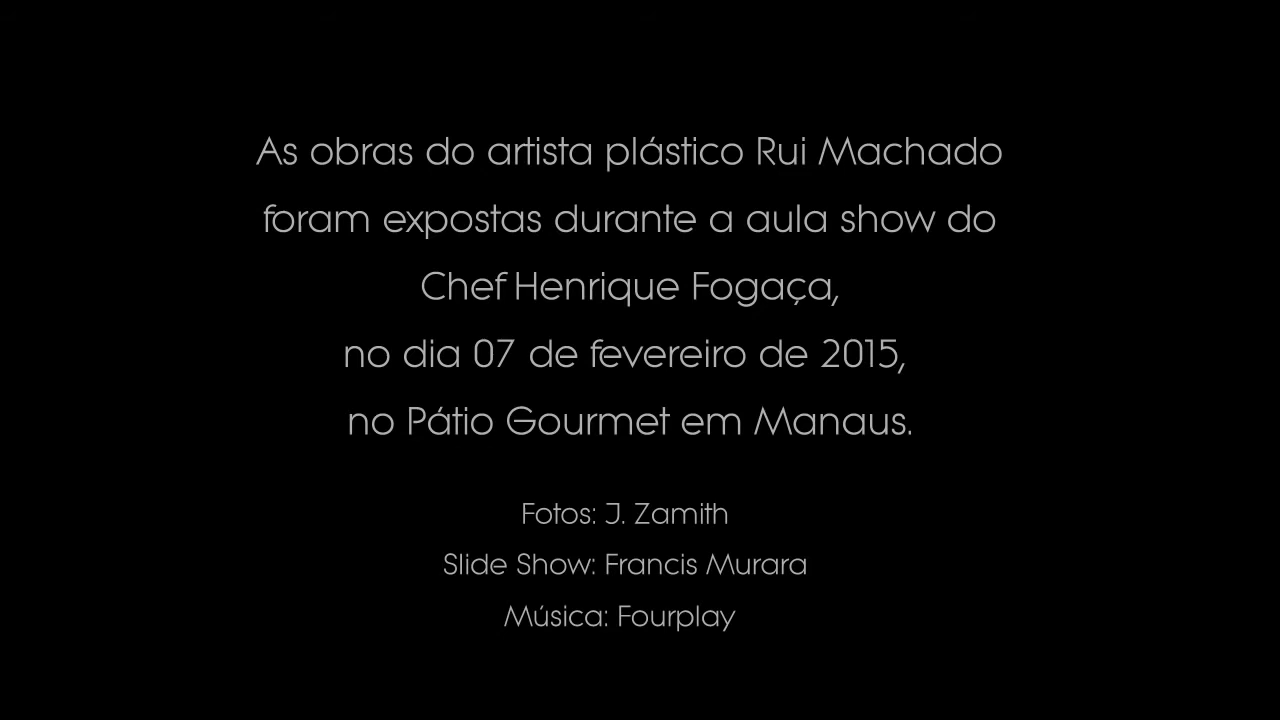 As obras do artista plástico Rui Machado
foram expostas durante a aula show do
Chef Henrique Fogaça,
no dia 07 de fevereiro de 2015,
no Pátio Gourmet em Manaus.
Fotos: J. Zamith
Slide Show: Francis Murara
Música: Fourplay